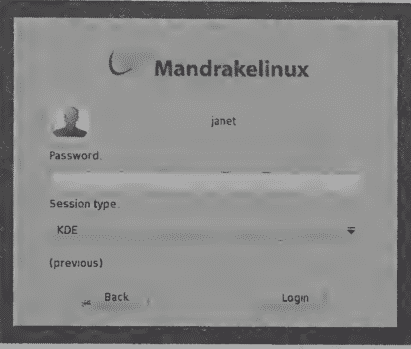 Mandrakelinux
janet
Password:
Session type:
KDE
(previous)
Back
Login